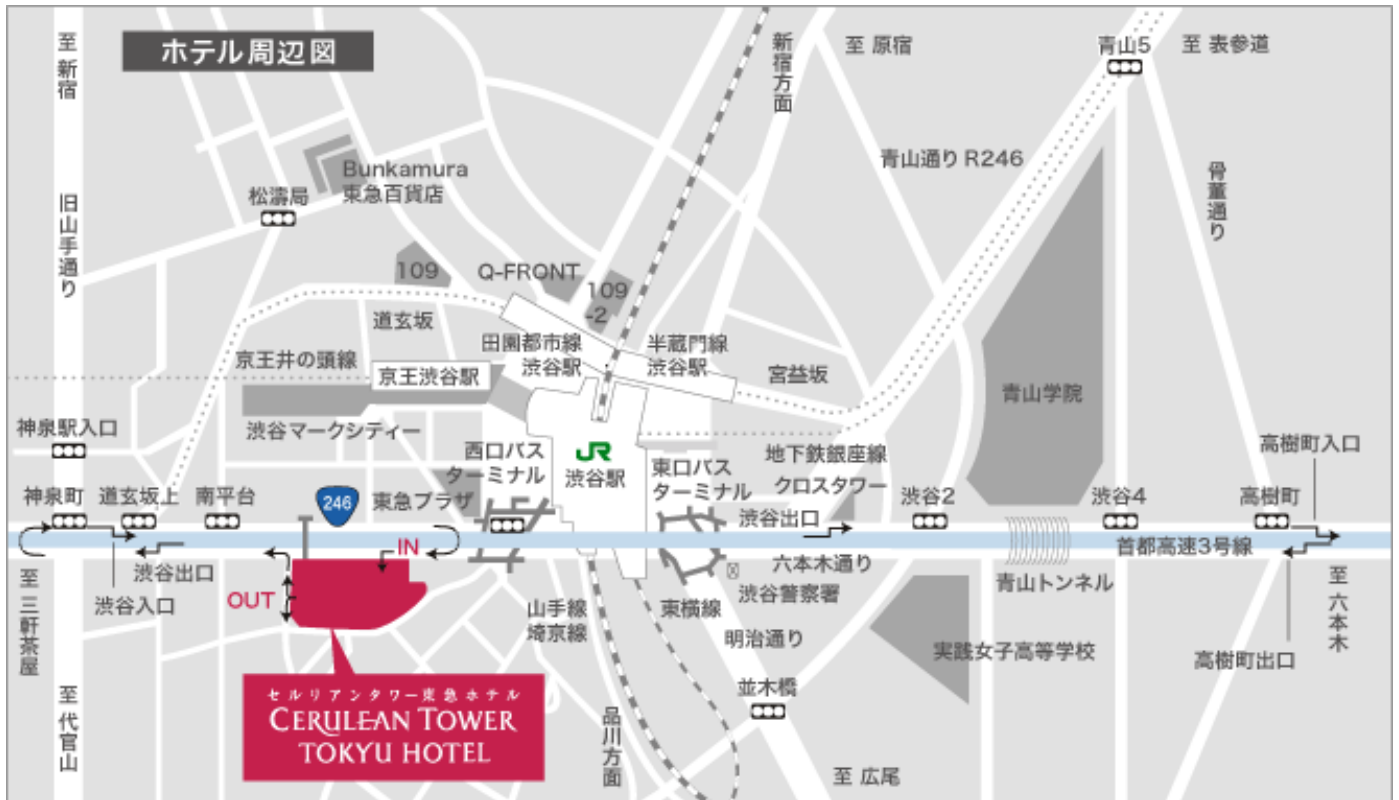 ホテル周辺図
至 新宿
新宿方面
至 原宿
青山5
至 表参道
青山通り R246
骨董通り
Bunkamura
東急百貨店
松濤局
旧山手通り
109
Q-FRONT
109
-2
道玄坂
田園都市線
渋谷駅
半蔵門線
渋谷駅
京王井の頭線
京王渋谷駅
宮益坂
青山学院
神泉駅入口
渋谷マークシティー
西口バス
ターミナル
JR
渋谷駅
東口バス
ターミナル
地下鉄銀座線
クロスタワー
高樹町入口
神泉町
道玄坂上
南平台
246
東急プラザ
渋谷出口
渋谷2
渋谷4
高樹町
IN
首都高速3号線
渋谷出口
六本木通り
青山トンネル
渋谷入口
OUT
渋谷警察署
至 三軒茶屋
山手線
埼京線
東横線
明治通り
実践女子高等学校
高樹町出口
至 六本木
至 代官山
セルリアンタワー東急ホテル
CERULEAN TOWER
TOKYU HOTEL
品川方面
並木橋
至 広尾